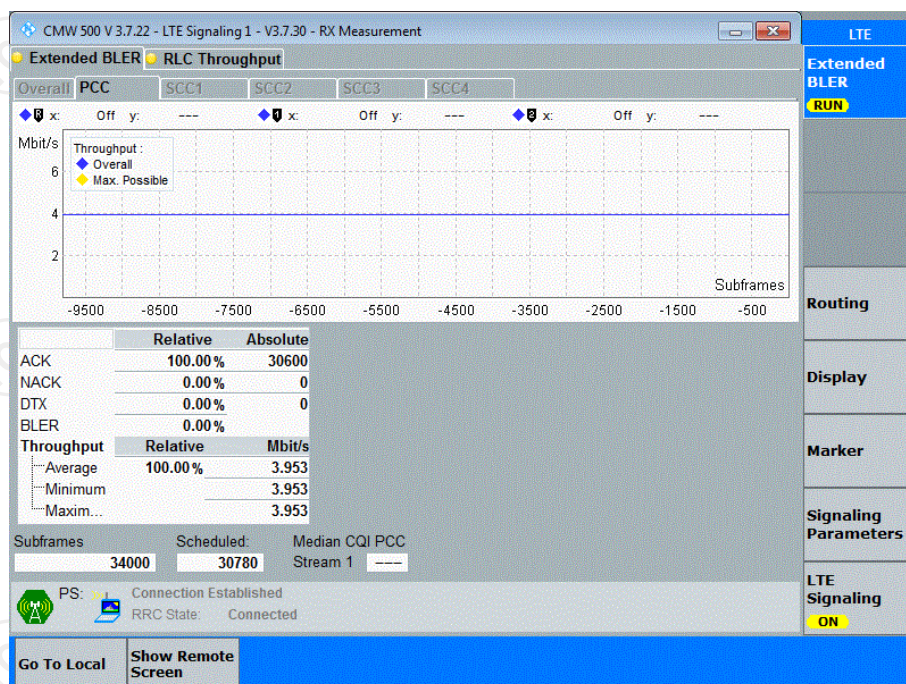 CMW 500 V 3.7.22 - LTE Signaling 1 - V3.7.30 - RX Measurement
LTE
Extended BLER RLC Throughput
Extended
BLER
RUN
Overall PCC SCC1 SCC2 SCC3 SCC4
R x: Off y: --- 1 x: Off y: --- 2 x: Off y: ---
Mbit/s
Throughput :
Overall
Max. Possible
6
4
2
Subframes
-9500 -8500 -7500 -6500 -5500 -4500 -3500 -2500 -1500 -500
Routing
Relative Absolute
ACK 100.00 % 30600
NACK 0.00 % 0
DTX 0.00 % 0
BLER 0.00 %
Throughput Relative Mbit/s
Average 100.00 % 3.953
Minimum 3.953
Maxim... 3.953
Display
Marker
Signaling
Parameters
Subframes Scheduled: Median CQI PCC
34000 30780 Stream 1 ---
LTE
Signaling
ON
PS: Connection Established
RRC State: Connected
Go To Local
Show Remote
Screen